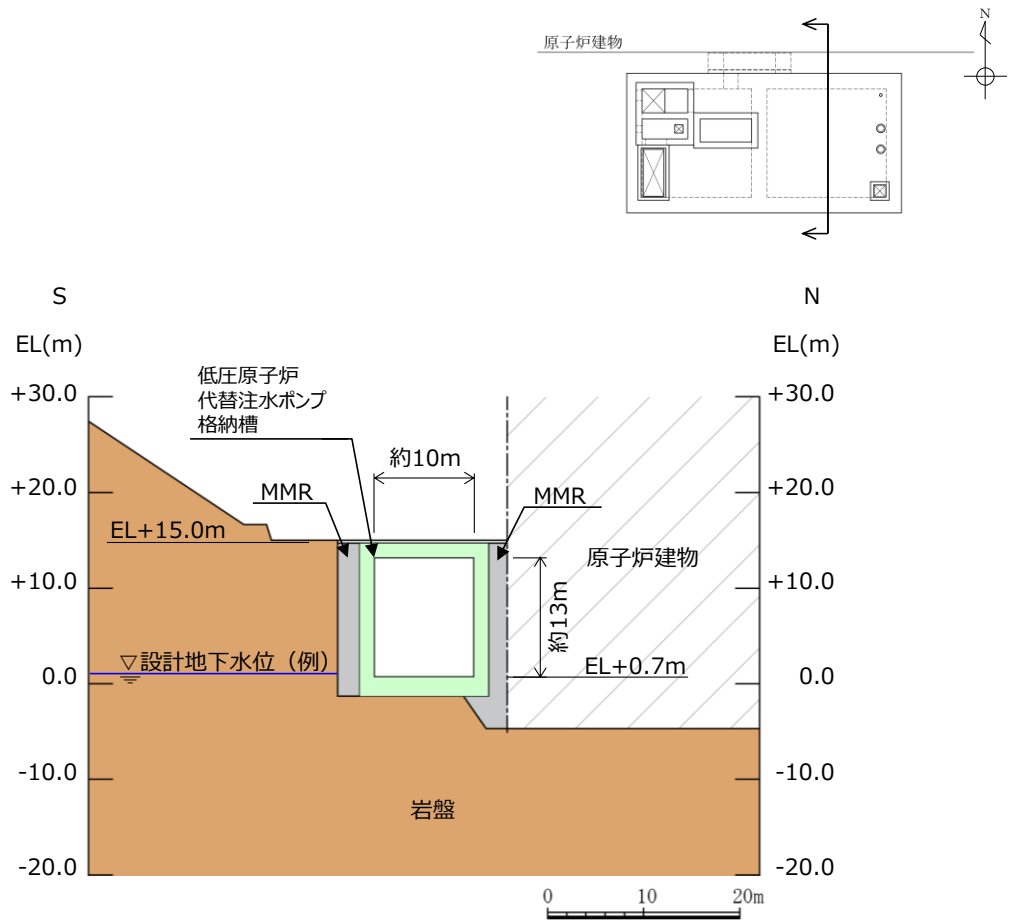 N
原子炉建物
S
N
EL(m)
EL(m)
低圧原子炉
代替注水ポンプ
格納槽
+30.0
+30.0
約10m
+20.0
MMR
MMR
+20.0
EL+15.0m
原子炉建物
+10.0
+10.0
約13m
▽設計地下水位（例）
EL+0.7m
0.0
0.0
-10.0
-10.0
岩盤
-20.0
-20.0
0 10 20m